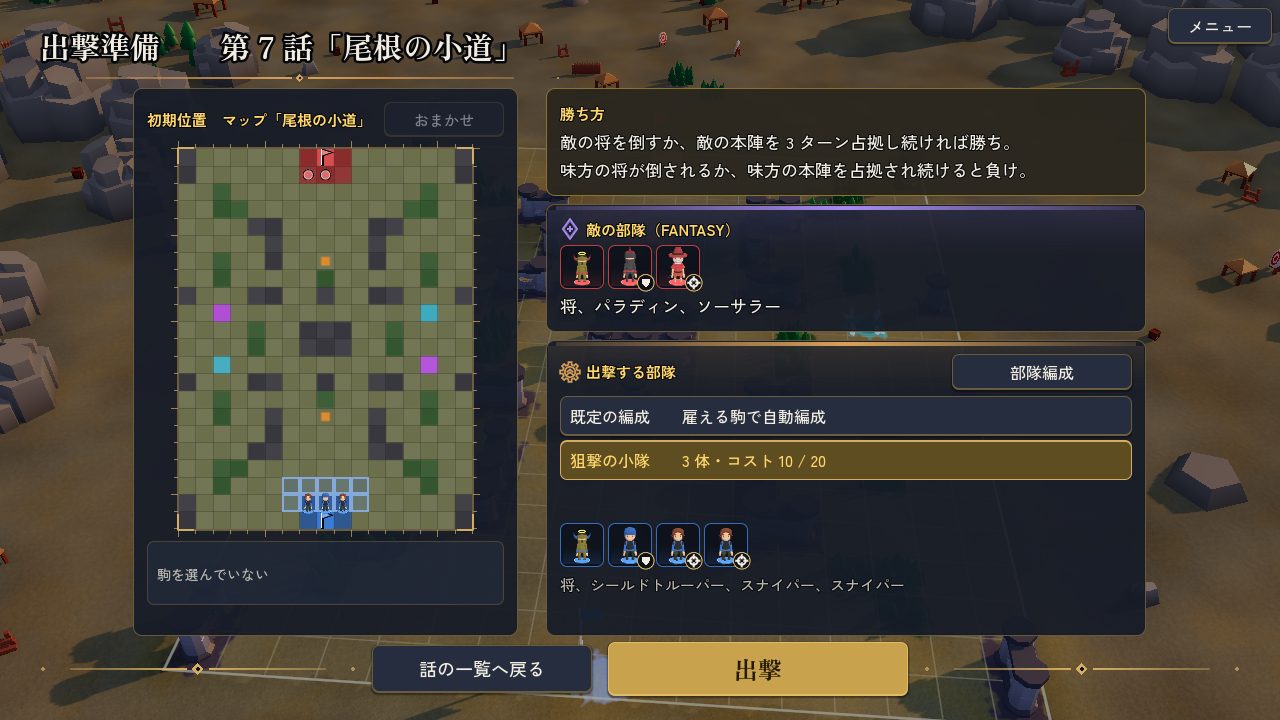 出撃準備　　第７話「尾根の小道」
メニュー
初期位置　マップ「尾根の小道」
おまかせ
駒を選んでいない
勝ち方
敵の将を倒すか、敵の本陣を 3 ターン占拠し続ければ勝ち。
味方の将が倒されるか、味方の本陣を占拠され続けると負け。
敵の部隊（FANTASY）
将、パラディン、ソーサラー
出撃する部隊
部隊編成
既定の編成　　雇える駒で自動編成
狙撃の小隊　　3 体・コスト 10 / 20
将、シールドトルーパー、スナイパー、スナイパー
話の一覧へ戻る
出撃